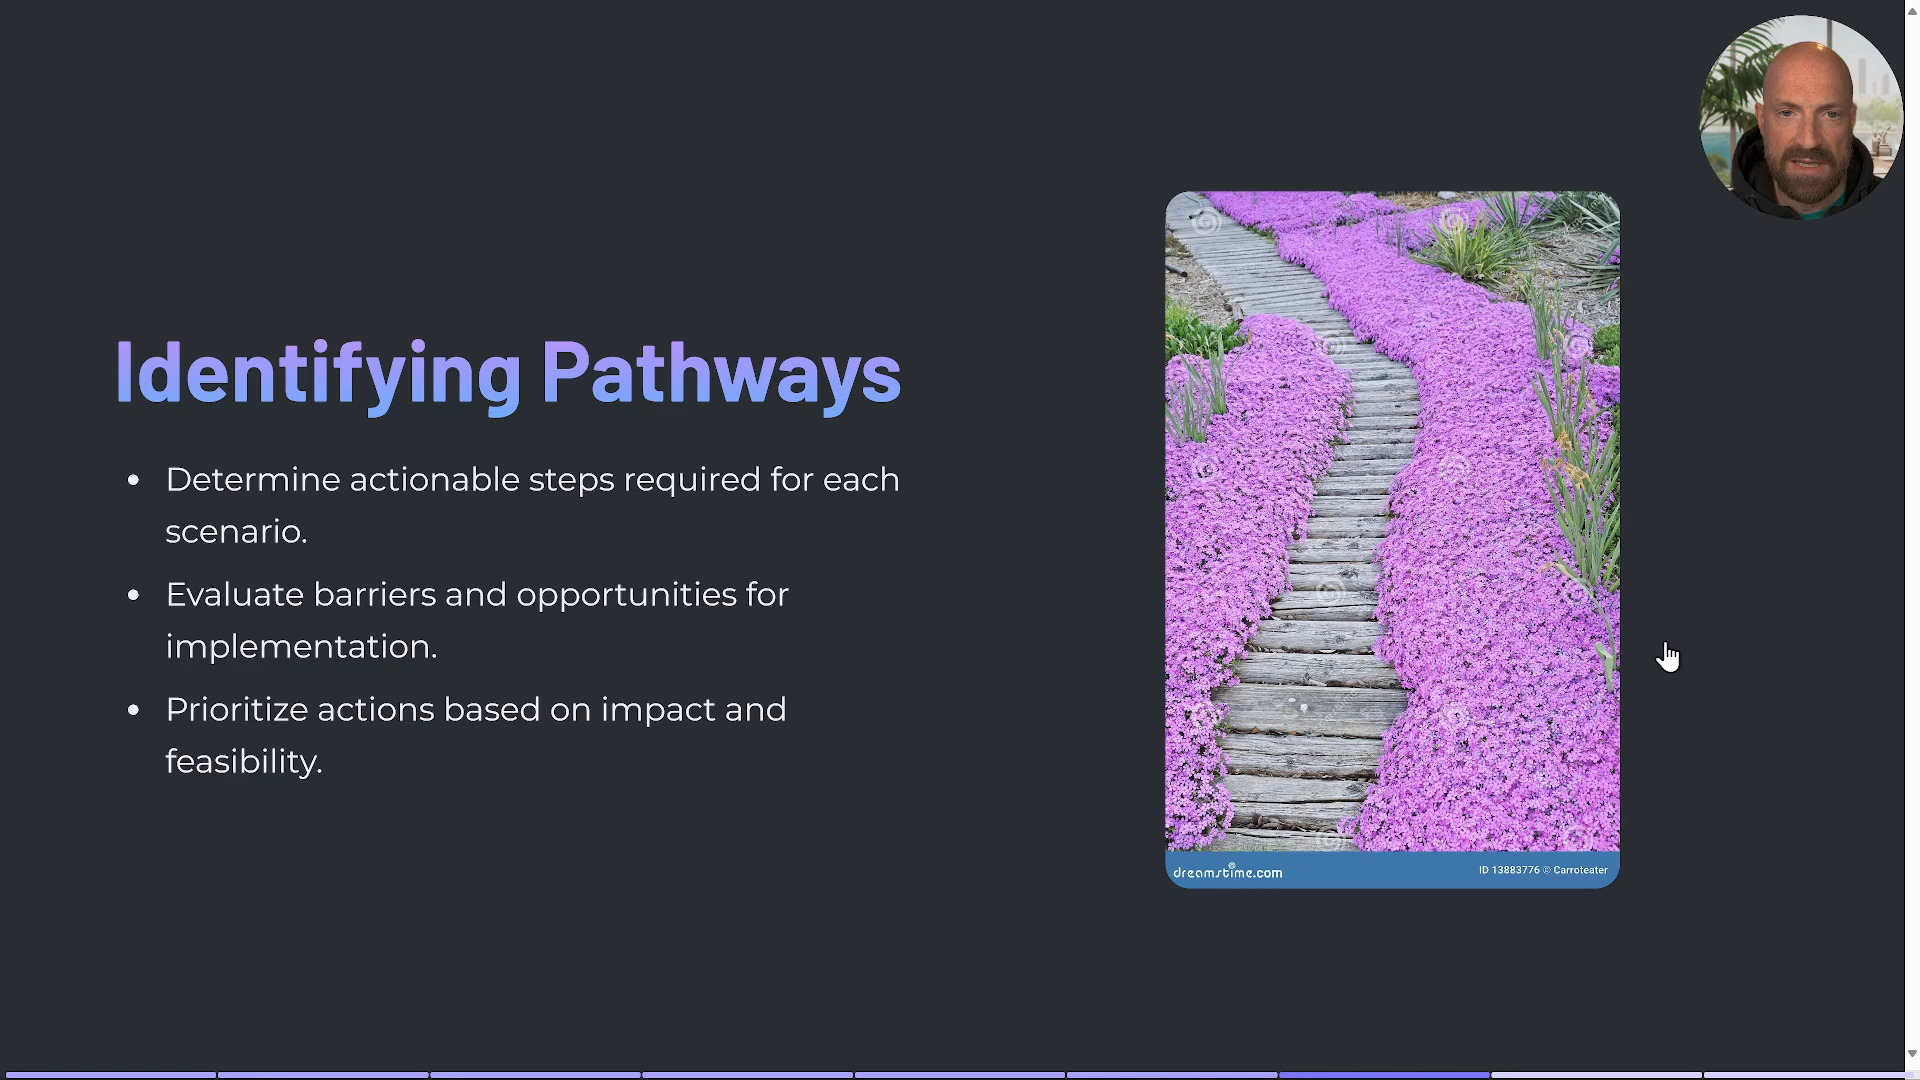 Identifying Pathways
Determine actionable steps required for each
scenario.
Evaluate barriers and opportunities for
implementation.
Prioritize actions based on impact and
feasibility.
dreamstime.com
ID 13883776 © Carroteater